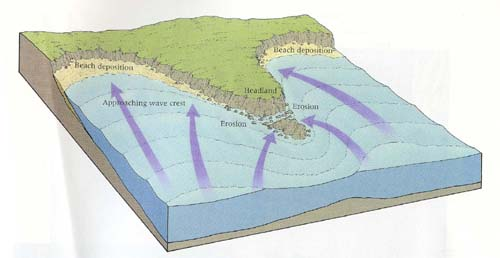 Beach deposition
Beach deposition
Headland
Approaching wave crest
Erosion
Erosion